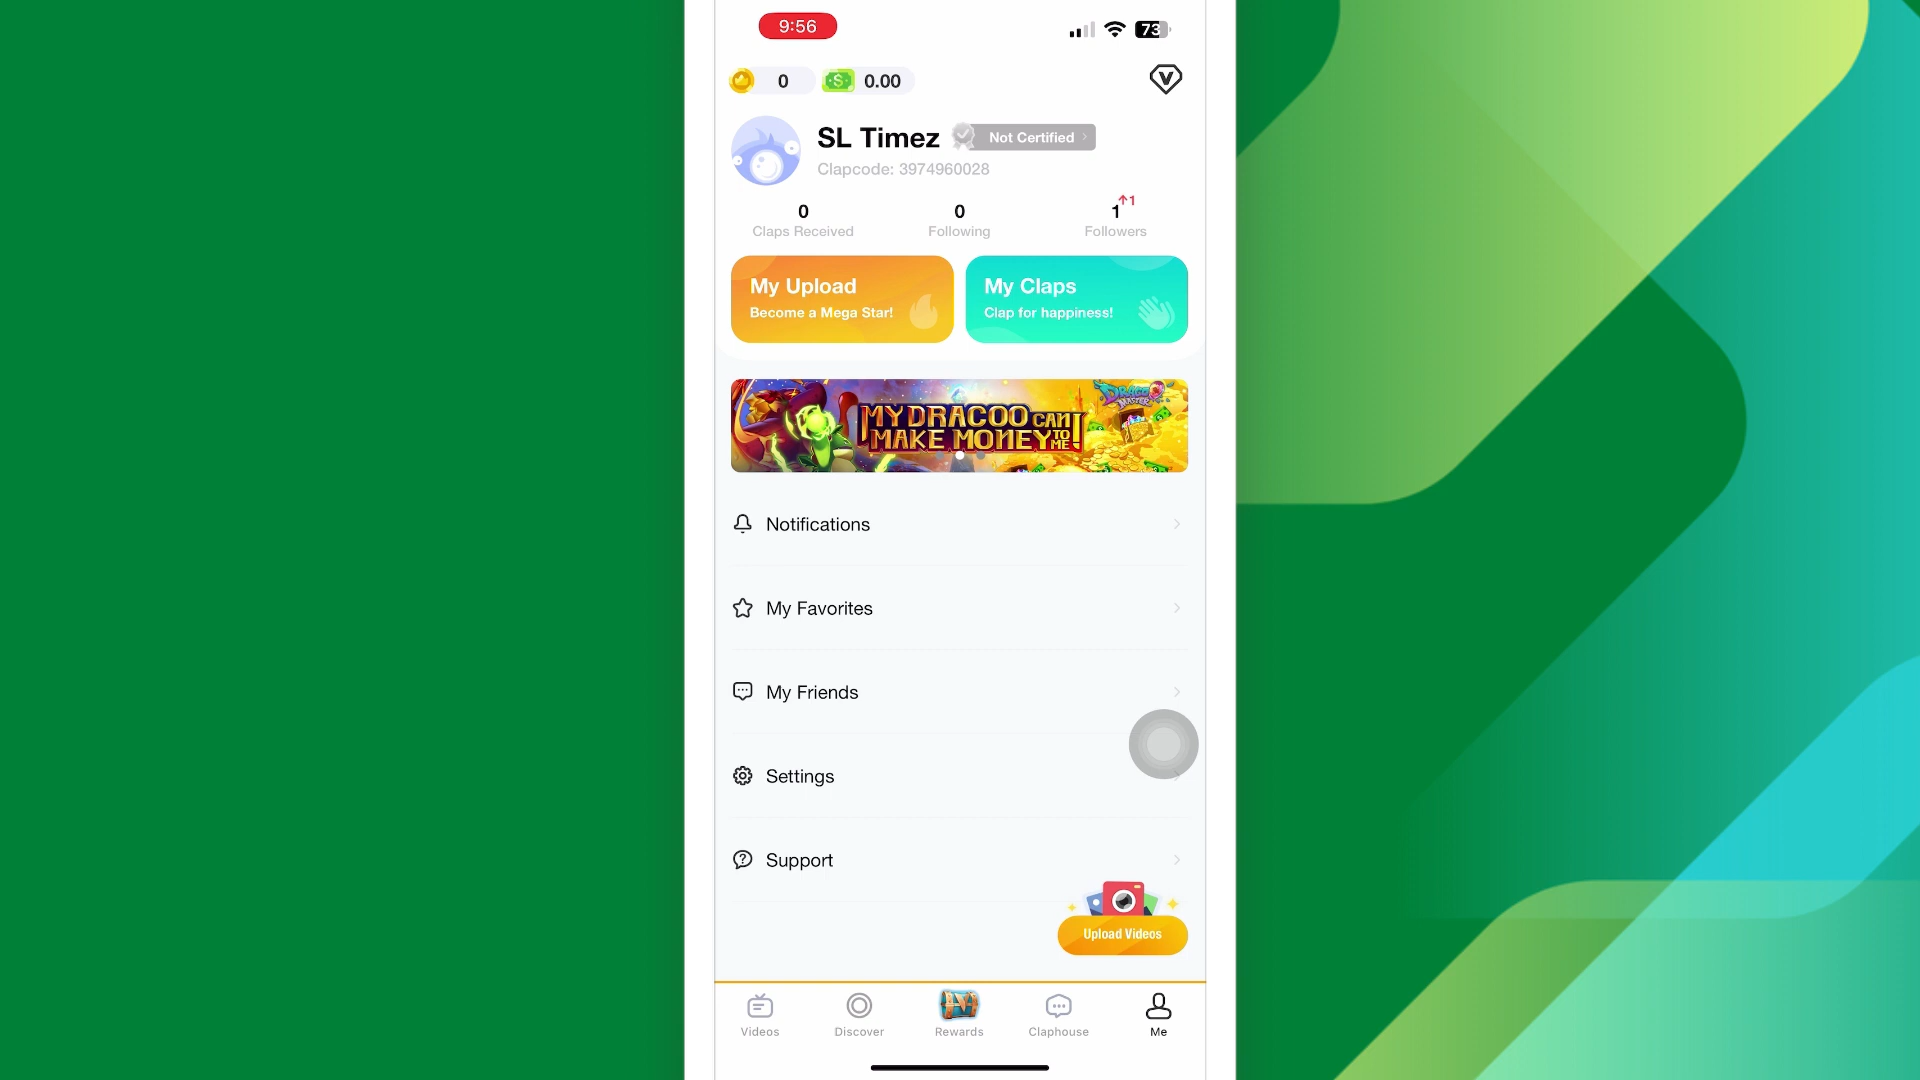 9:56
73
0 0.00
V
SL Timez Not Certified
Clapcode: 3974960028
0 0 1 ↑1
Claps Received Following Followers
My Upload My Claps
Become a Mega Star! Clap for happiness!
MY DRACOO CAN
MAKE MONEY TO ME!
DRACOO
MASTER
Notifications
My Favorites
My Friends
Settings
Support
Upload Videos
Videos Discover Rewards Claphouse Me